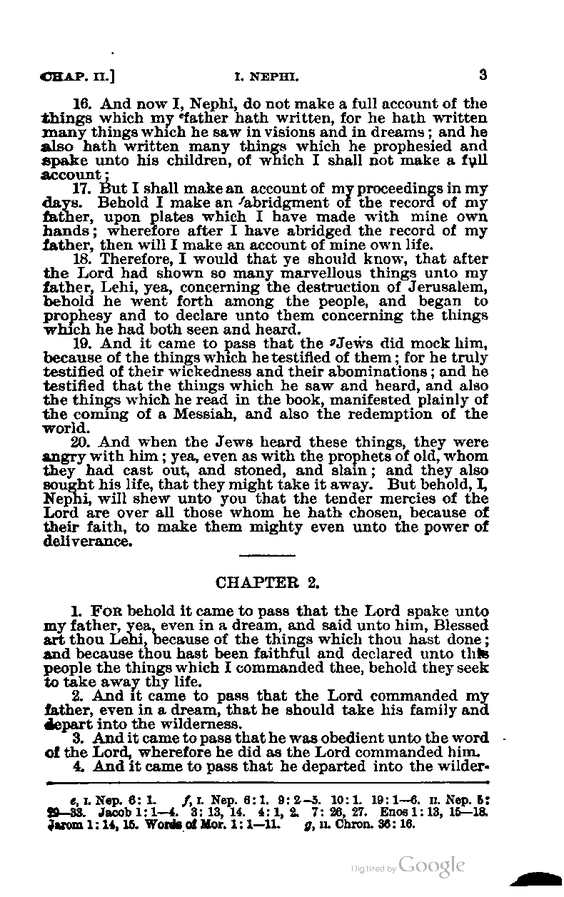 CHAP. II.] I. NEPHI. 3
16. And now I, Nephi, do not make a full account of the
things which my ᵉfather hath written, for he hath written
many things which he saw in visions and in dreams; and he
also hath written many things which he prophesied and
spake unto his children, of which I shall not make a full
account;
17. But I shall make an account of my proceedings in my
days. Behold I make an ᶠabridgment of the record of my
father, upon plates which I have made with mine own
hands; wherefore after I have abridged the record of my
father, then will I make an account of mine own life.
18. Therefore, I would that ye should know, that after
the Lord had shown so many marvellous things unto my
father, Lehi, yea, concerning the destruction of Jerusalem,
behold he went forth among the people, and began to
prophesy and to declare unto them concerning the things
which he had both seen and heard.
19. And it came to pass that the ᵍJews did mock him,
because of the things which he testified of them; for he truly
testified of their wickedness and their abominations; and he
testified that the things which he saw and heard, and also
the things which he read in the book, manifested plainly of
the coming of a Messiah, and also the redemption of the
world.
20. And when the Jews heard these things, they were
angry with him; yea, even as with the prophets of old, whom
they had cast out, and stoned, and slain; and they also
sought his life, that they might take it away. But behold, I,
Nephi, will shew unto you that the tender mercies of the
Lord are over all those whom he hath chosen, because of
their faith, to make them mighty even unto the power of
deliverance.
CHAPTER 2.
1. FOR behold it came to pass that the Lord spake unto
my father, yea, even in a dream, and said unto him, Blessed
art thou Lehi, because of the things which thou hast done;
and because thou hast been faithful and declared unto this
people the things which I commanded thee, behold they seek
to take away thy life.
2. And it came to pass that the Lord commanded my
father, even in a dream, that he should take his family and
depart into the wilderness.
3. And it came to pass that he was obedient unto the word
of the Lord, wherefore he did as the Lord commanded him.
4. And it came to pass that he departed into the wilder-
e, I. Nep. 6: 1. f, I. Nep. 6: 1. 9: 2—5. 10: 1. 19: 1—6. II. Nep. 5:
29—33. Jacob 1: 1—4. 3: 13, 14. 4: 1, 2. 7: 26, 27. Enos 1: 13, 15—18.
Jarom 1: 14, 15. Words of Mor. 1: 1—11. g, II. Chron. 36: 16.
Digitized by Google